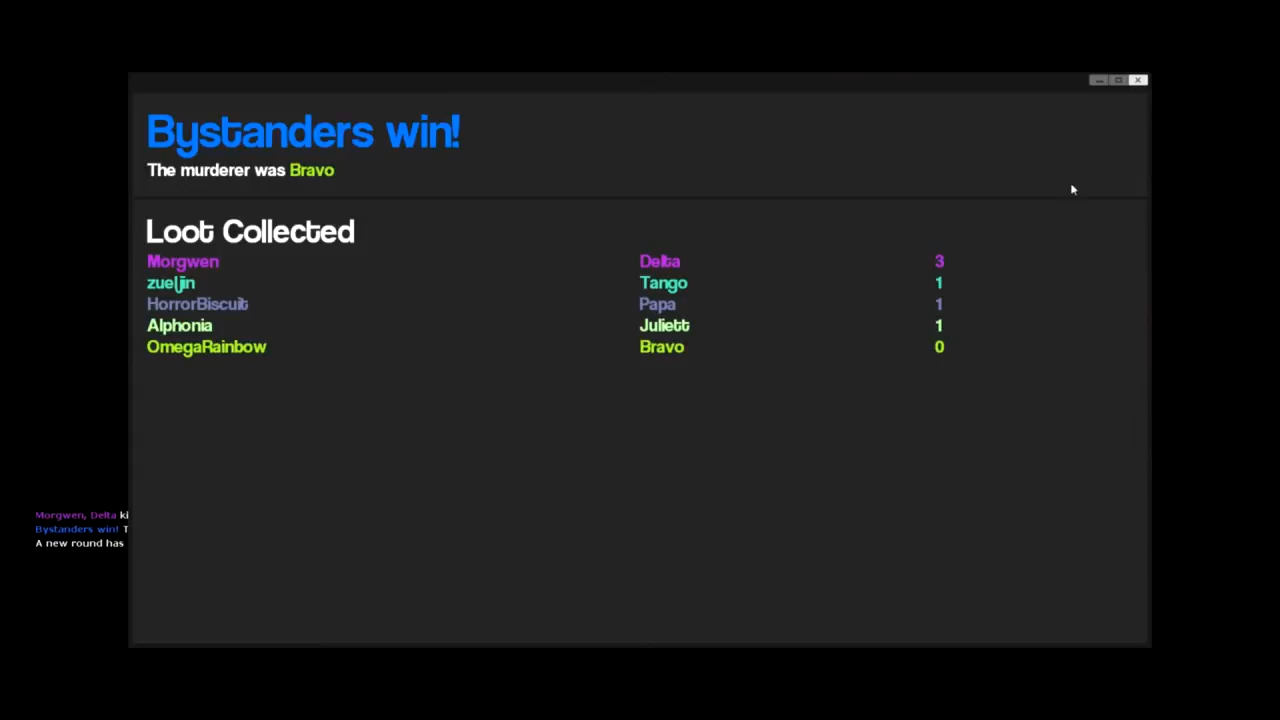 Bystanders win!
The murderer was Bravo
Loot Collected
Morgwen Delta 3
zueljin Tango 1
HorrorBiscuit Papa 1
Alphonia Juliett 1
OmegaRainbow Bravo 0
Morgwen, Delta ki
Bystanders win! T
A new round has